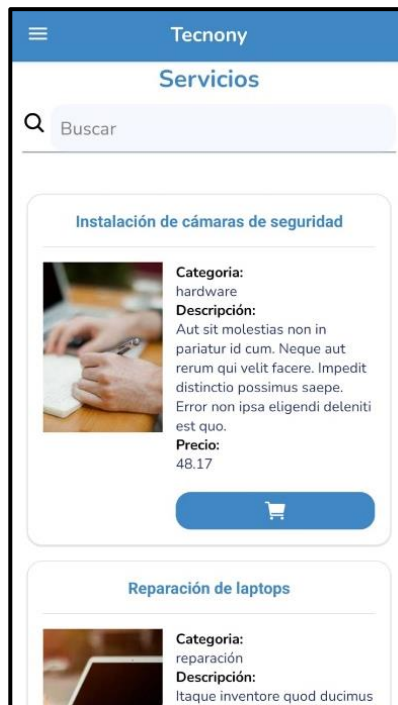 Tecnony
Servicios
Buscar
Instalación de cámaras de seguridad
Categoria:
hardware
Descripción:
Aut sit molestias non in
pariatur id cum. Neque aut
rerum qui velit facere. Impedit
distinctio possimus saepe.
Error non ipsa eligendi deleniti
est quo.
Precio:
48.17
Reparación de laptops
Categoria:
reparación
Descripción:
Itaque inventore quod ducimus